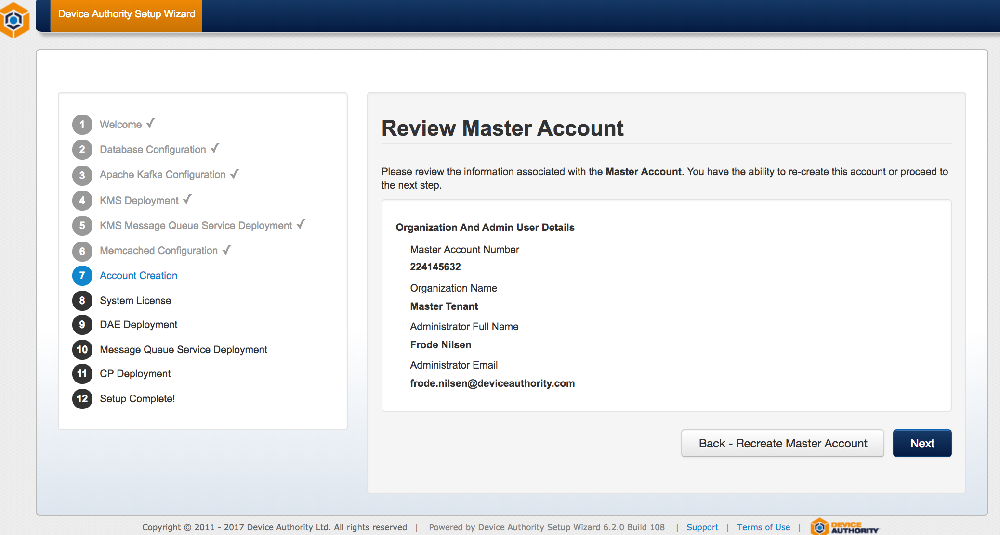 Device Authority Setup Wizard
1 Welcome ✓
2 Database Configuration ✓
3 Apache Kafka Configuration ✓
4 KMS Deployment ✓
5 KMS Message Queue Service Deployment ✓
6 Memcached Configuration ✓
7 Account Creation
8 System License
9 DAE Deployment
10 Message Queue Service Deployment
11 CP Deployment
12 Setup Complete!
Review Master Account
Please review the information associated with the Master Account. You have the ability to re-create this account or proceed to
the next step.
Organization And Admin User Details
Master Account Number
224145632
Organization Name
Master Tenant
Administrator Full Name
Frode Nilsen
Administrator Email
frode.nilsen@deviceauthority.com
Back - Recreate Master Account Next
Copyright © 2011 - 2017 Device Authority Ltd. All rights reserved | Powered by Device Authority Setup Wizard 6.2.0 Build 108 | Support | Terms of Use |
DEVICE
AUTHORITY